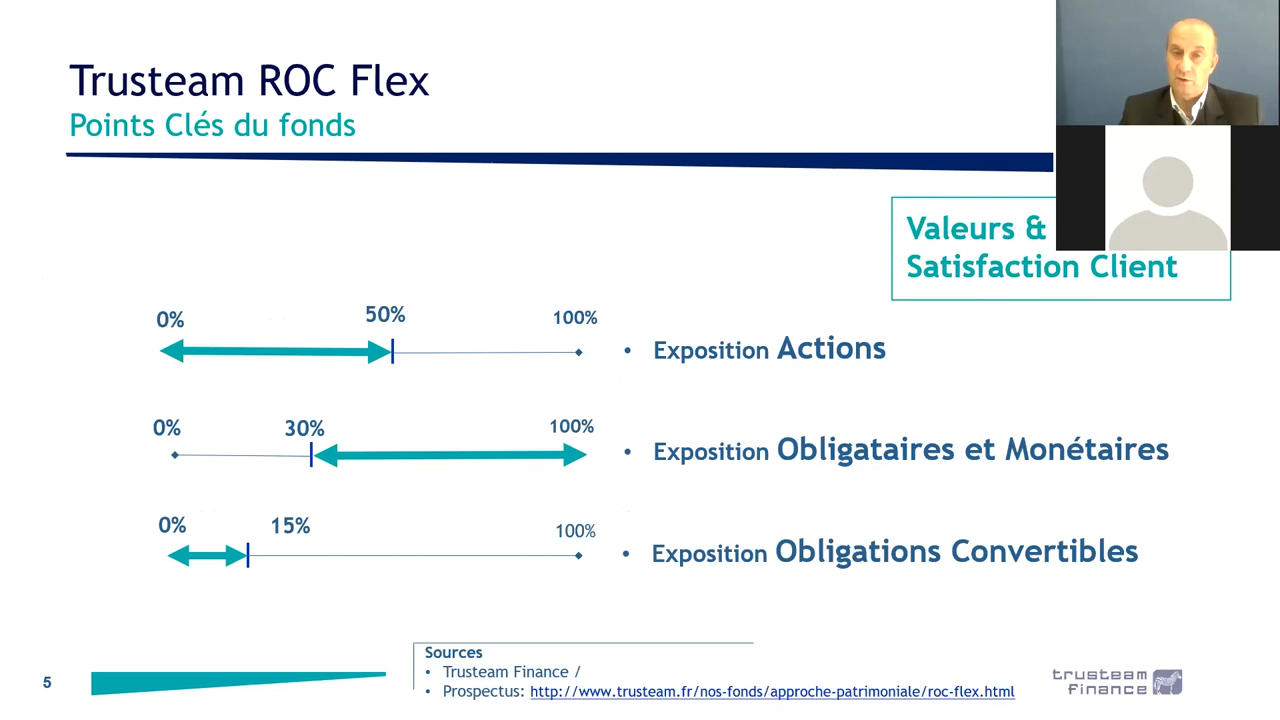 Trusteam ROC Flex
Points Clés du fonds
Valeurs &
Satisfaction Client
0% 50% 100%
• Exposition Actions
0% 30% 100%
• Exposition Obligataires et Monétaires
0% 15% 100%
• Exposition Obligations Convertibles
Sources
• Trusteam Finance /
• Prospectus: http://www.trusteam.fr/nos-fonds/approche-patrimoniale/roc-flex.html
5
trusteam
finance